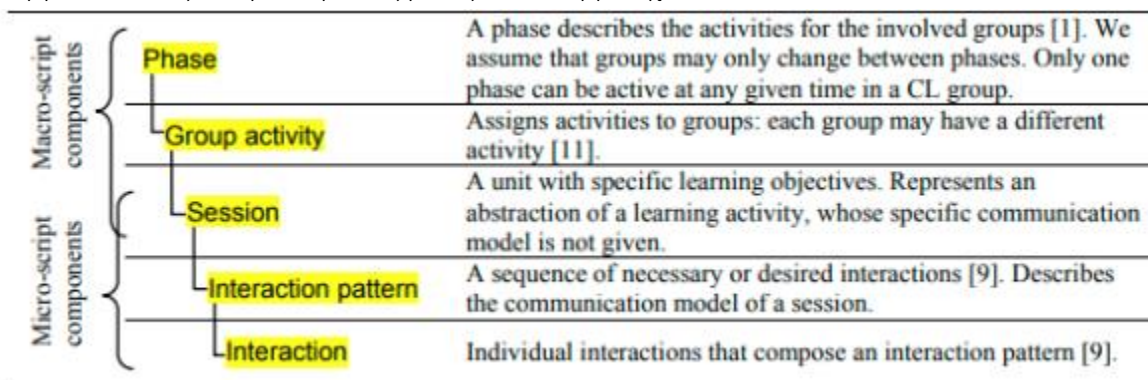 Macro-script
components
Micro-script
components
Phase
A phase describes the activities for the involved groups [1]. We
assume that groups may only change between phases. Only one
phase can be active at any given time in a CL group.
Group activity
Assigns activities to groups: each group may have a different
activity [11].
Session
A unit with specific learning objectives. Represents an
abstraction of a learning activity, whose specific communication
model is not given.
Interaction pattern
A sequence of necessary or desired interactions [9]. Describes
the communication model of a session.
Interaction
Individual interactions that compose an interaction pattern [9].